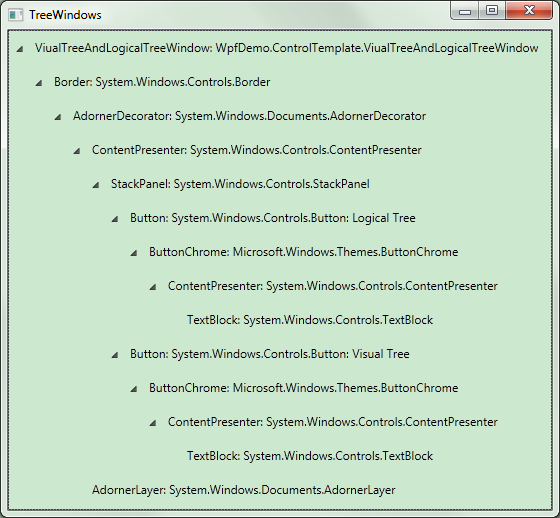 TreeWindows
ViualTreeAndLogicalTreeWindow: WpfDemo.ControlTemplate.ViualTreeAndLogicalTreeWindow
Border: System.Windows.Controls.Border
AdornerDecorator: System.Windows.Documents.AdornerDecorator
ContentPresenter: System.Windows.Controls.ContentPresenter
StackPanel: System.Windows.Controls.StackPanel
Button: System.Windows.Controls.Button: Logical Tree
ButtonChrome: Microsoft.Windows.Themes.ButtonChrome
ContentPresenter: System.Windows.Controls.ContentPresenter
TextBlock: System.Windows.Controls.TextBlock
Button: System.Windows.Controls.Button: Visual Tree
ButtonChrome: Microsoft.Windows.Themes.ButtonChrome
ContentPresenter: System.Windows.Controls.ContentPresenter
TextBlock: System.Windows.Controls.TextBlock
AdornerLayer: System.Windows.Documents.AdornerLayer